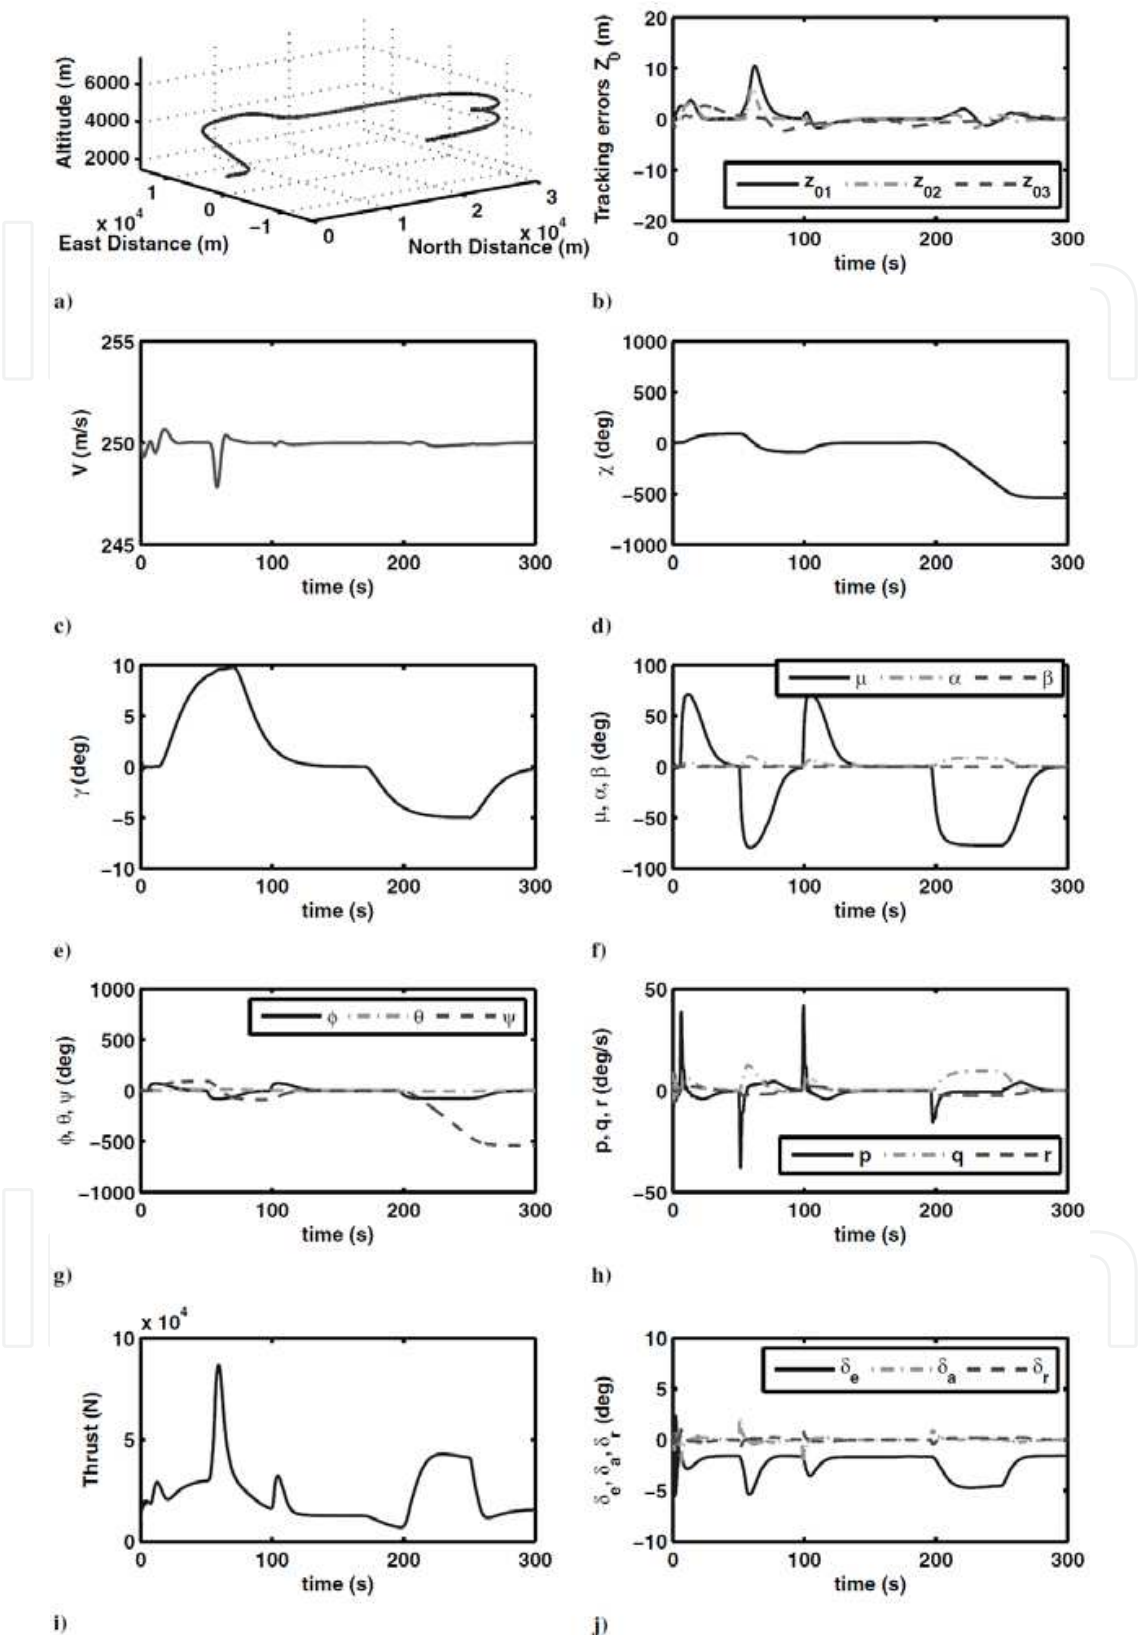 Altitude (m)
6000
4000
2000
1
0
−1
x 10⁴
East Distance (m)
0
1
2
3
x 10⁴
North Distance (m)
a)
Tracking errors Z₀ (m)
20
10
0
−10
−20
z₀₁ z₀₂ z₀₃
0 100 200 300
time (s)
b)
V (m/s)
255
250
245
0 100 200 300
time (s)
c)
χ (deg)
1000
500
0
−500
−1000
0 100 200 300
time (s)
d)
γ (deg)
10
5
0
−5
−10
0 100 200 300
time (s)
e)
μ, α, β (deg)
100
50
0
−50
−100
μ α β
0 100 200 300
time (s)
f)
ϕ, θ, ψ (deg)
1000
500
0
−500
−1000
ϕ θ ψ
0 100 200 300
time (s)
g)
p, q, r (deg/s)
50
0
−50
p q r
0 100 200 300
time (s)
h)
x 10⁴
Thrust (N)
10
5
0
0 100 200 300
time (s)
i)
δₑ, δₐ, δᵣ (deg)
10
5
0
−5
−10
δₑ δₐ δᵣ
0 100 200 300
time (s)
j)